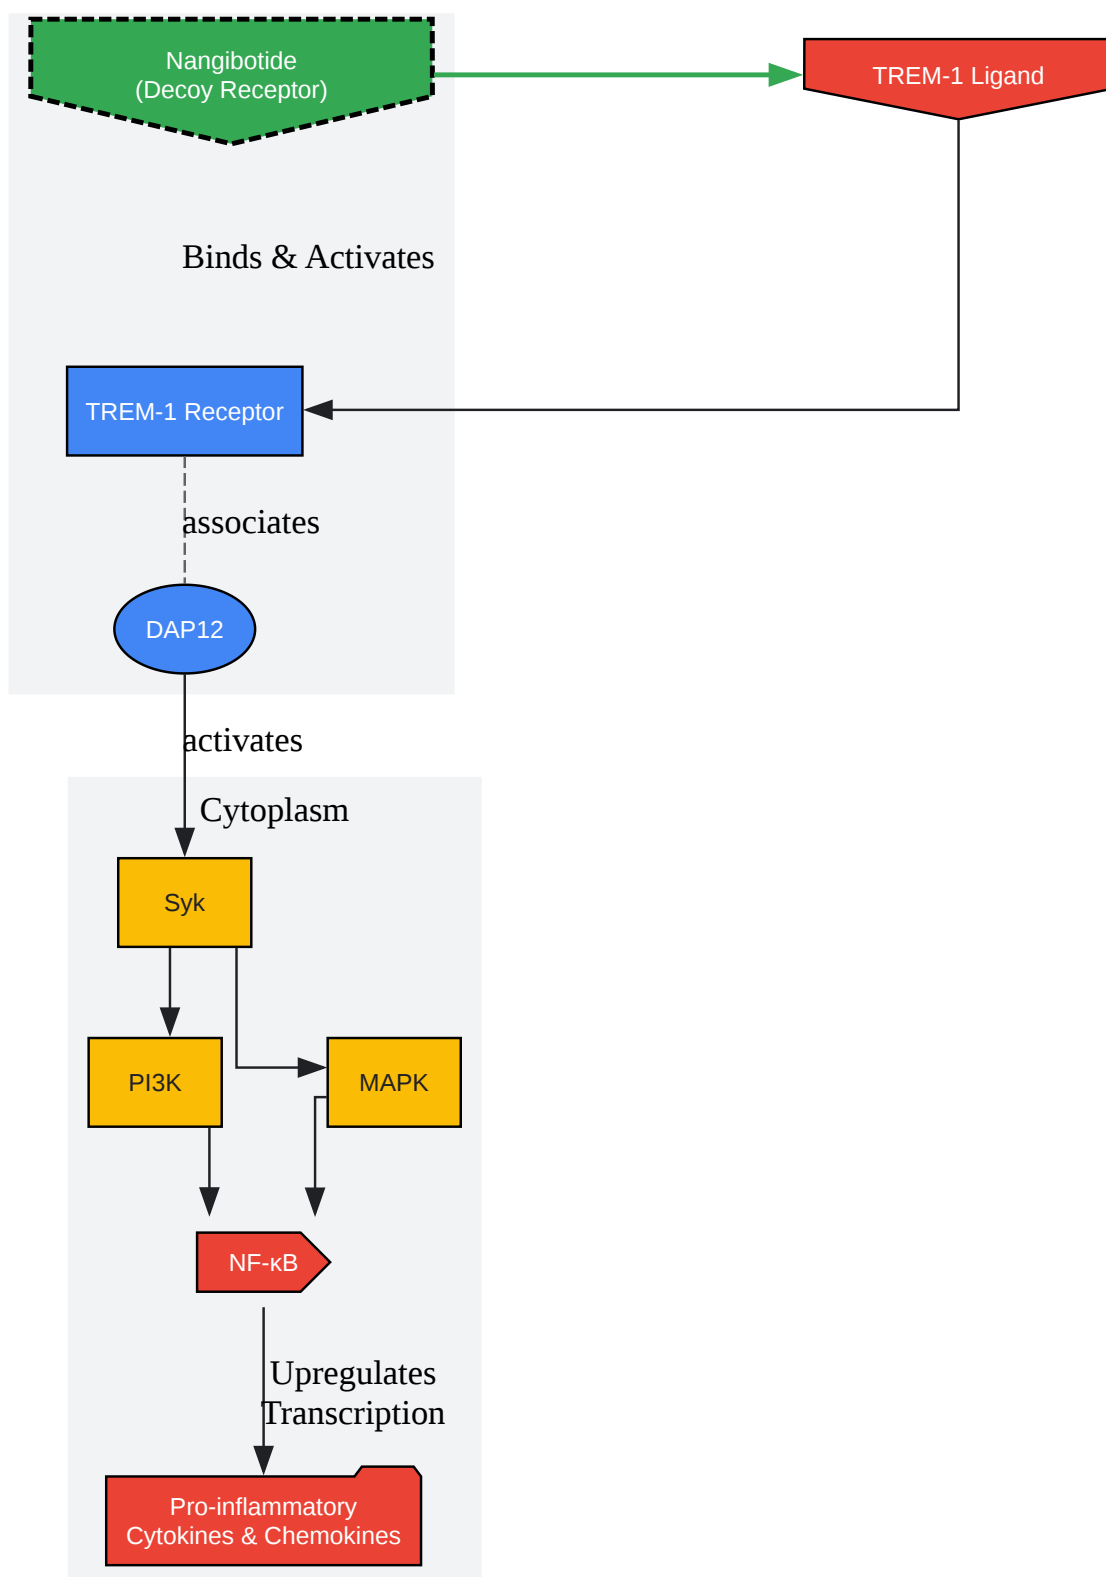 Nangibotide
(Decoy Receptor)
TREM-1 Ligand
Binds & Activates
TREM-1 Receptor
associates
DAP12
activates
Cytoplasm
Syk
PI3K
MAPK
NF-κB
Upregulates
Transcription
Pro-inflammatory
Cytokines & Chemokines